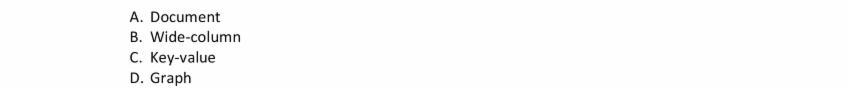 A. Document
B. Wide-column
C. Key-value
D. Graph